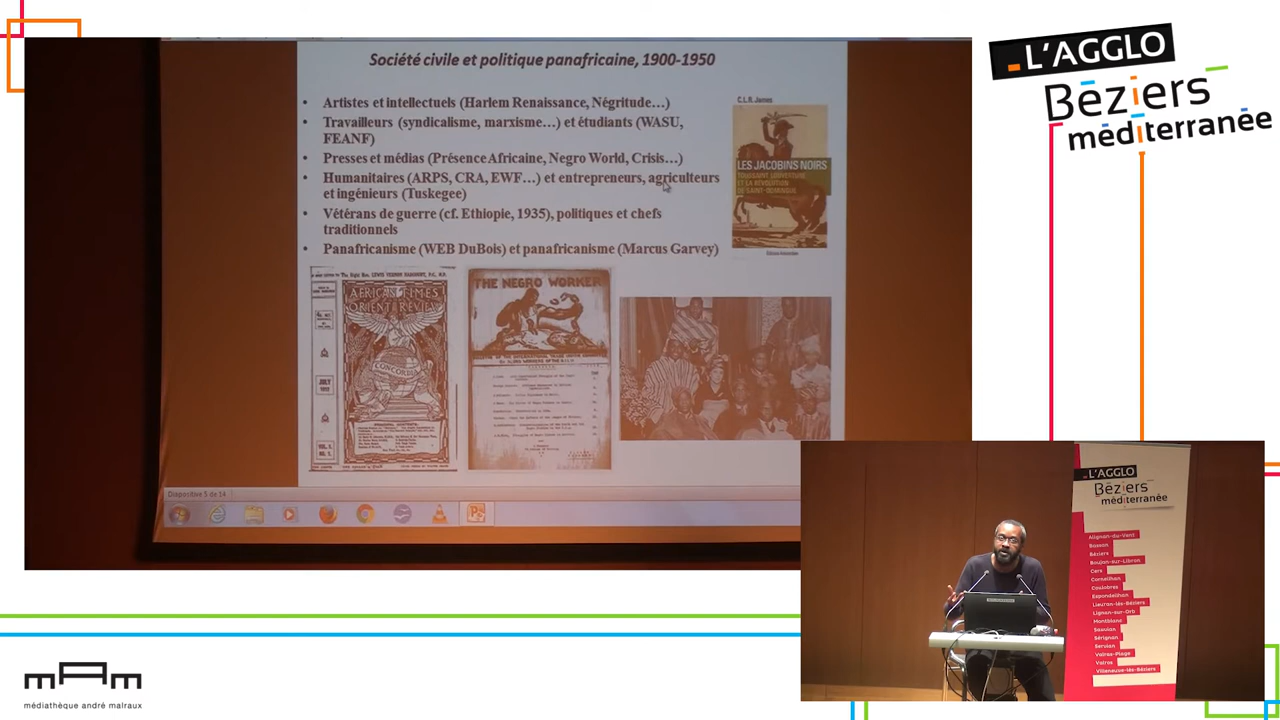 Société civile et politique panafricaine, 1900-1950
• Artistes et intellectuels (Harlem Renaissance, Négritude…)
• Travailleurs (syndicalisme, marxisme…) et étudiants (WASU,
FEANF)
• Presses et médias (Présence Africaine, Negro World, Crisis…)
• Humanitaires (ARPS, CRA, EWF…) et entrepreneurs, agriculteurs
et ingénieurs (Tuskegee)
• Vétérans de guerre (cf. Ethiopie, 1935), politiques et chefs
traditionnels
• Panafricanisme (WEB DuBois) et panafricanisme (Marcus Garvey)
C.L.R. James
LES JACOBINS NOIRS
TOUSSAINT LOUVERTURE
ET LA RÉVOLUTION
DE SAINT-DOMINGUE
AFRICAN TIMES
ORIENT REVIEW
CONCORDIA
JULY
VOL. 1.
NO. 1.
THE NEGRO WORKER
Diapositive 5 de 14
L'AGGLO
Béziers
méditerranée
L'AGGLO
Béziers
méditerranée
Alignan-du-Vent
Bassan
Béziers
Boujan-sur-Libron
Cers
Corneilhan
Coulobres
Espondeilhan
Lieuran-lès-Béziers
Lignan-sur-Orb
Montblanc
Sauvian
Sérignan
Servian
Valras-Plage
Valros
Villeneuve-lès-Béziers
mAm
médiathèque andré malraux